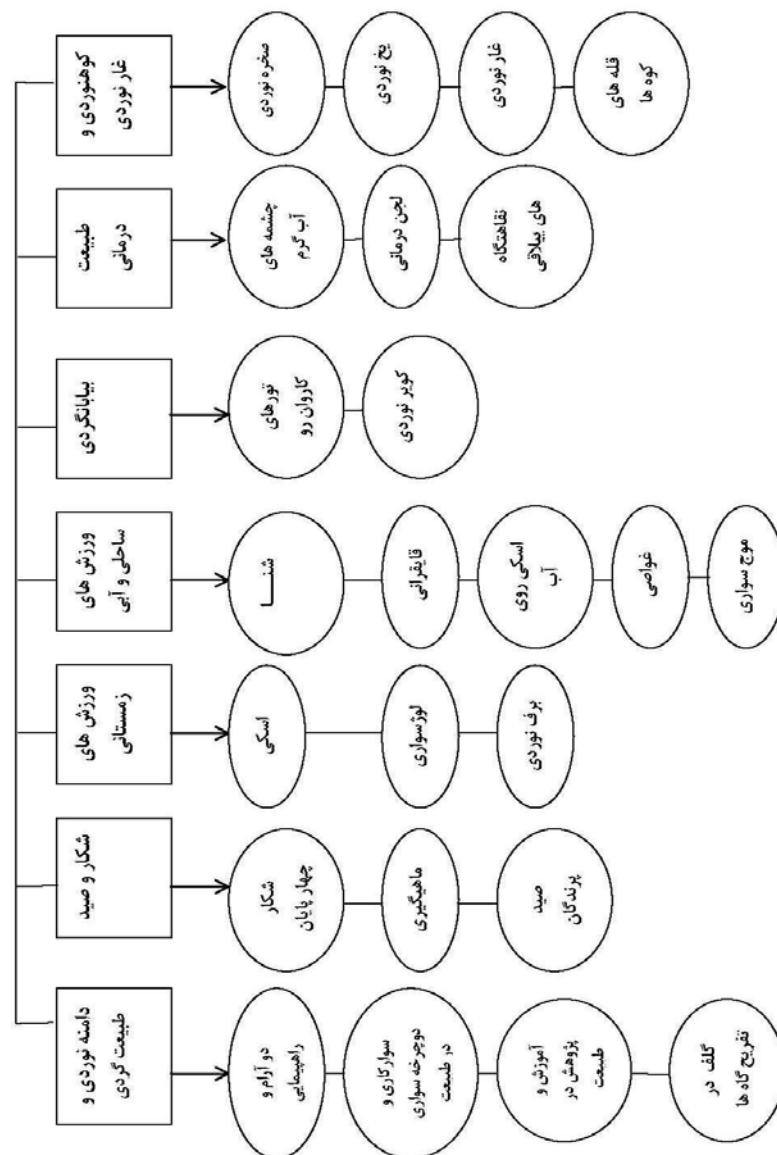 کوهنوردی و
غار نوردی
صخره نوردی
یخ نوردی
غار نوردی
قله های
کوه ها
طبیعت
درمانی
چشمه های
آب گرم
لجن درمانی
نقاهتگاه
های ییلاقی
بیابانگردی
تورهای
کاروان رو
کویر نوردی
ورزش های
ساحلی و آبی
شنـــا
قایقرانی
اسکی روی
آب
غواصی
موج سواری
ورزش های
زمستانی
اسکی
لوژسواری
برف نوردی
شکار و صید
شکار
چهار پایان
ماهیگیری
صید
پرندگان
دامنه نوردی و
طبیعت گردی
دو آرام و
راهپیمایی
سوارکاری و
دوچرخه سواری
در طبیعت
آموزش و
پژوهش در
طبیعت
گلف در
تفریح گاه ها